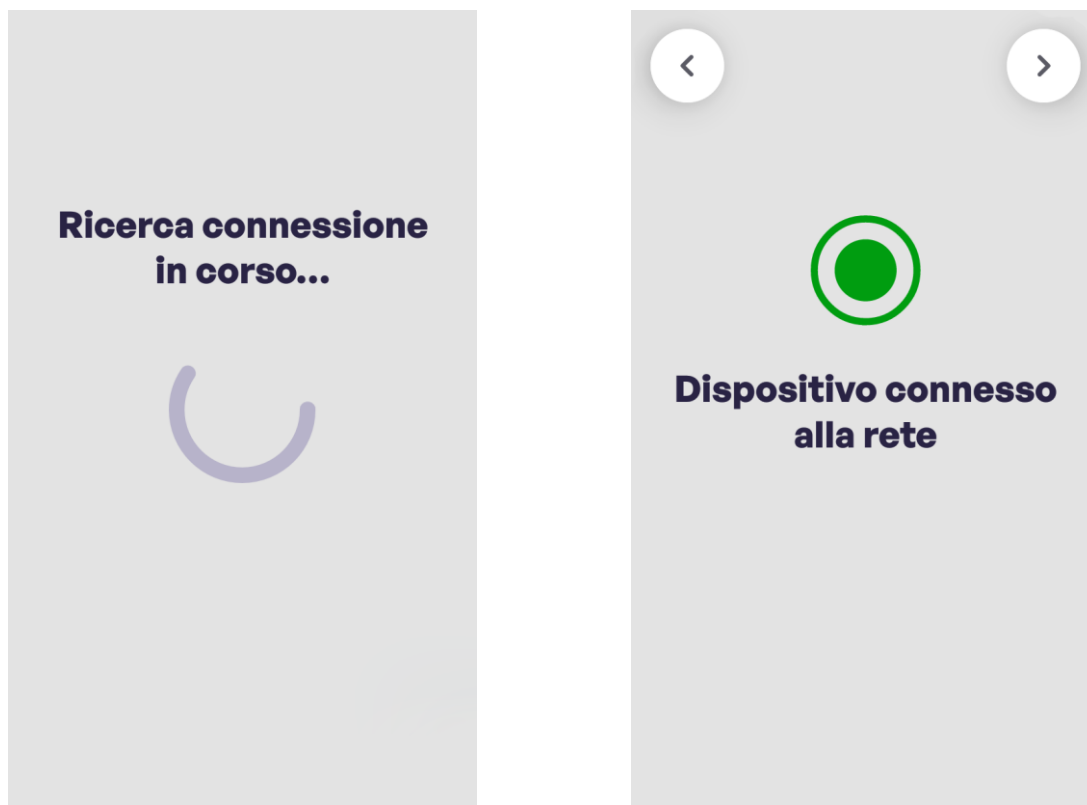 Ricerca connessione
in corso...
Dispositivo connesso
alla rete